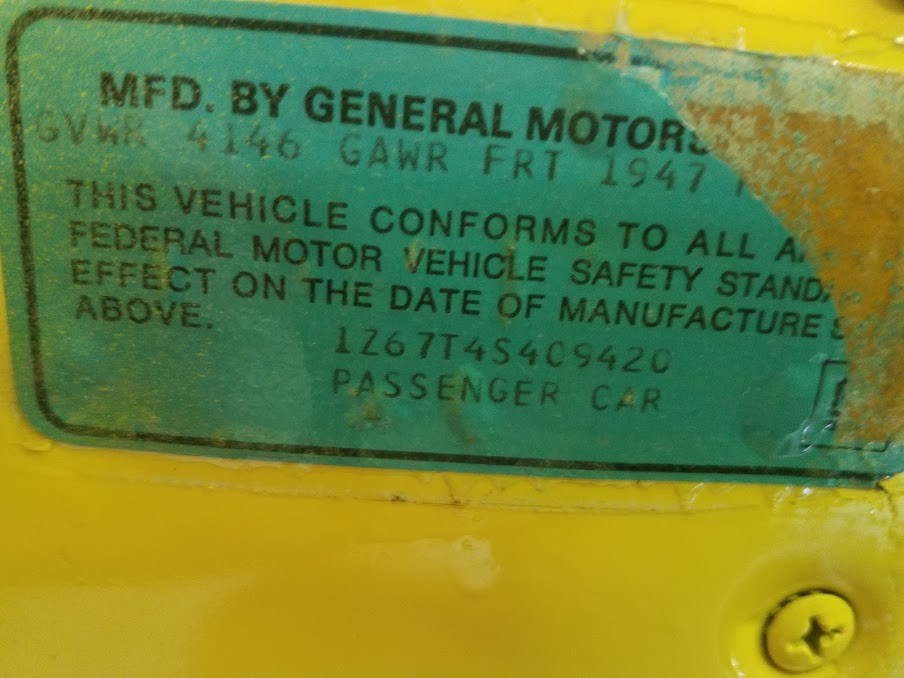 MFD. BY GENERAL MOTORS
GVWR 4146 GAWR FRT 1947
THIS VEHICLE CONFORMS TO ALL
FEDERAL MOTOR VEHICLE SAFETY
EFFECT ON THE DATE OF MANUFACTURE
ABOVE.
1Z67T4S409420
PASSENGER CAR